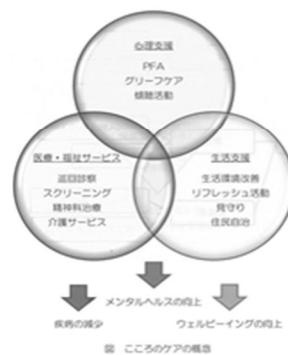 心理支援
PFA
グリーフケア
傾聴活動
医療・福祉サービス
巡回診察
スクリーニング
精神科治療
介護サービス
生活支援
生活環境改善
リフレッシュ活動
見守り
住民自治
メンタルヘルスの向上
疾病の減少
ウェルビーイングの向上
図 こころのケアの概念